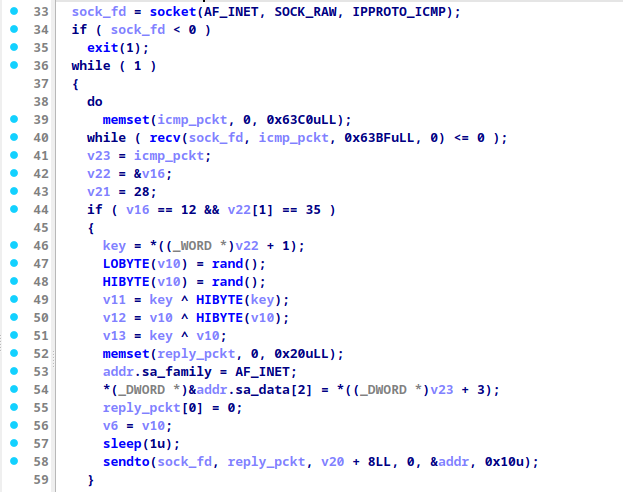 33 sock_fd = socket(AF_INET, SOCK_RAW, IPPROTO_ICMP);
34 if ( sock_fd < 0 )
35 exit(1);
36 while ( 1 )
37 {
38 do
39 memset(icmp_pckt, 0, 0x63C0uLL);
40 while ( recv(sock_fd, icmp_pckt, 0x63BFuLL, 0) <= 0 );
41 v23 = icmp_pckt;
42 v22 = &v16;
43 v21 = 28;
44 if ( v16 == 12 && v22[1] == 35 )
45 {
46 key = *((_WORD *)v22 + 1);
47 LOBYTE(v10) = rand();
48 HIBYTE(v10) = rand();
49 v11 = key ^ HIBYTE(key);
50 v12 = v10 ^ HIBYTE(v10);
51 v13 = key ^ v10;
52 memset(reply_pckt, 0, 0x20uLL);
53 addr.sa_family = AF_INET;
54 *(_DWORD *)&addr.sa_data[2] = *((_DWORD *)v23 + 3);
55 reply_pckt[0] = 0;
56 v6 = v10;
57 sleep(1u);
58 sendto(sock_fd, reply_pckt, v20 + 8LL, 0, &addr, 0x10u);
59 }